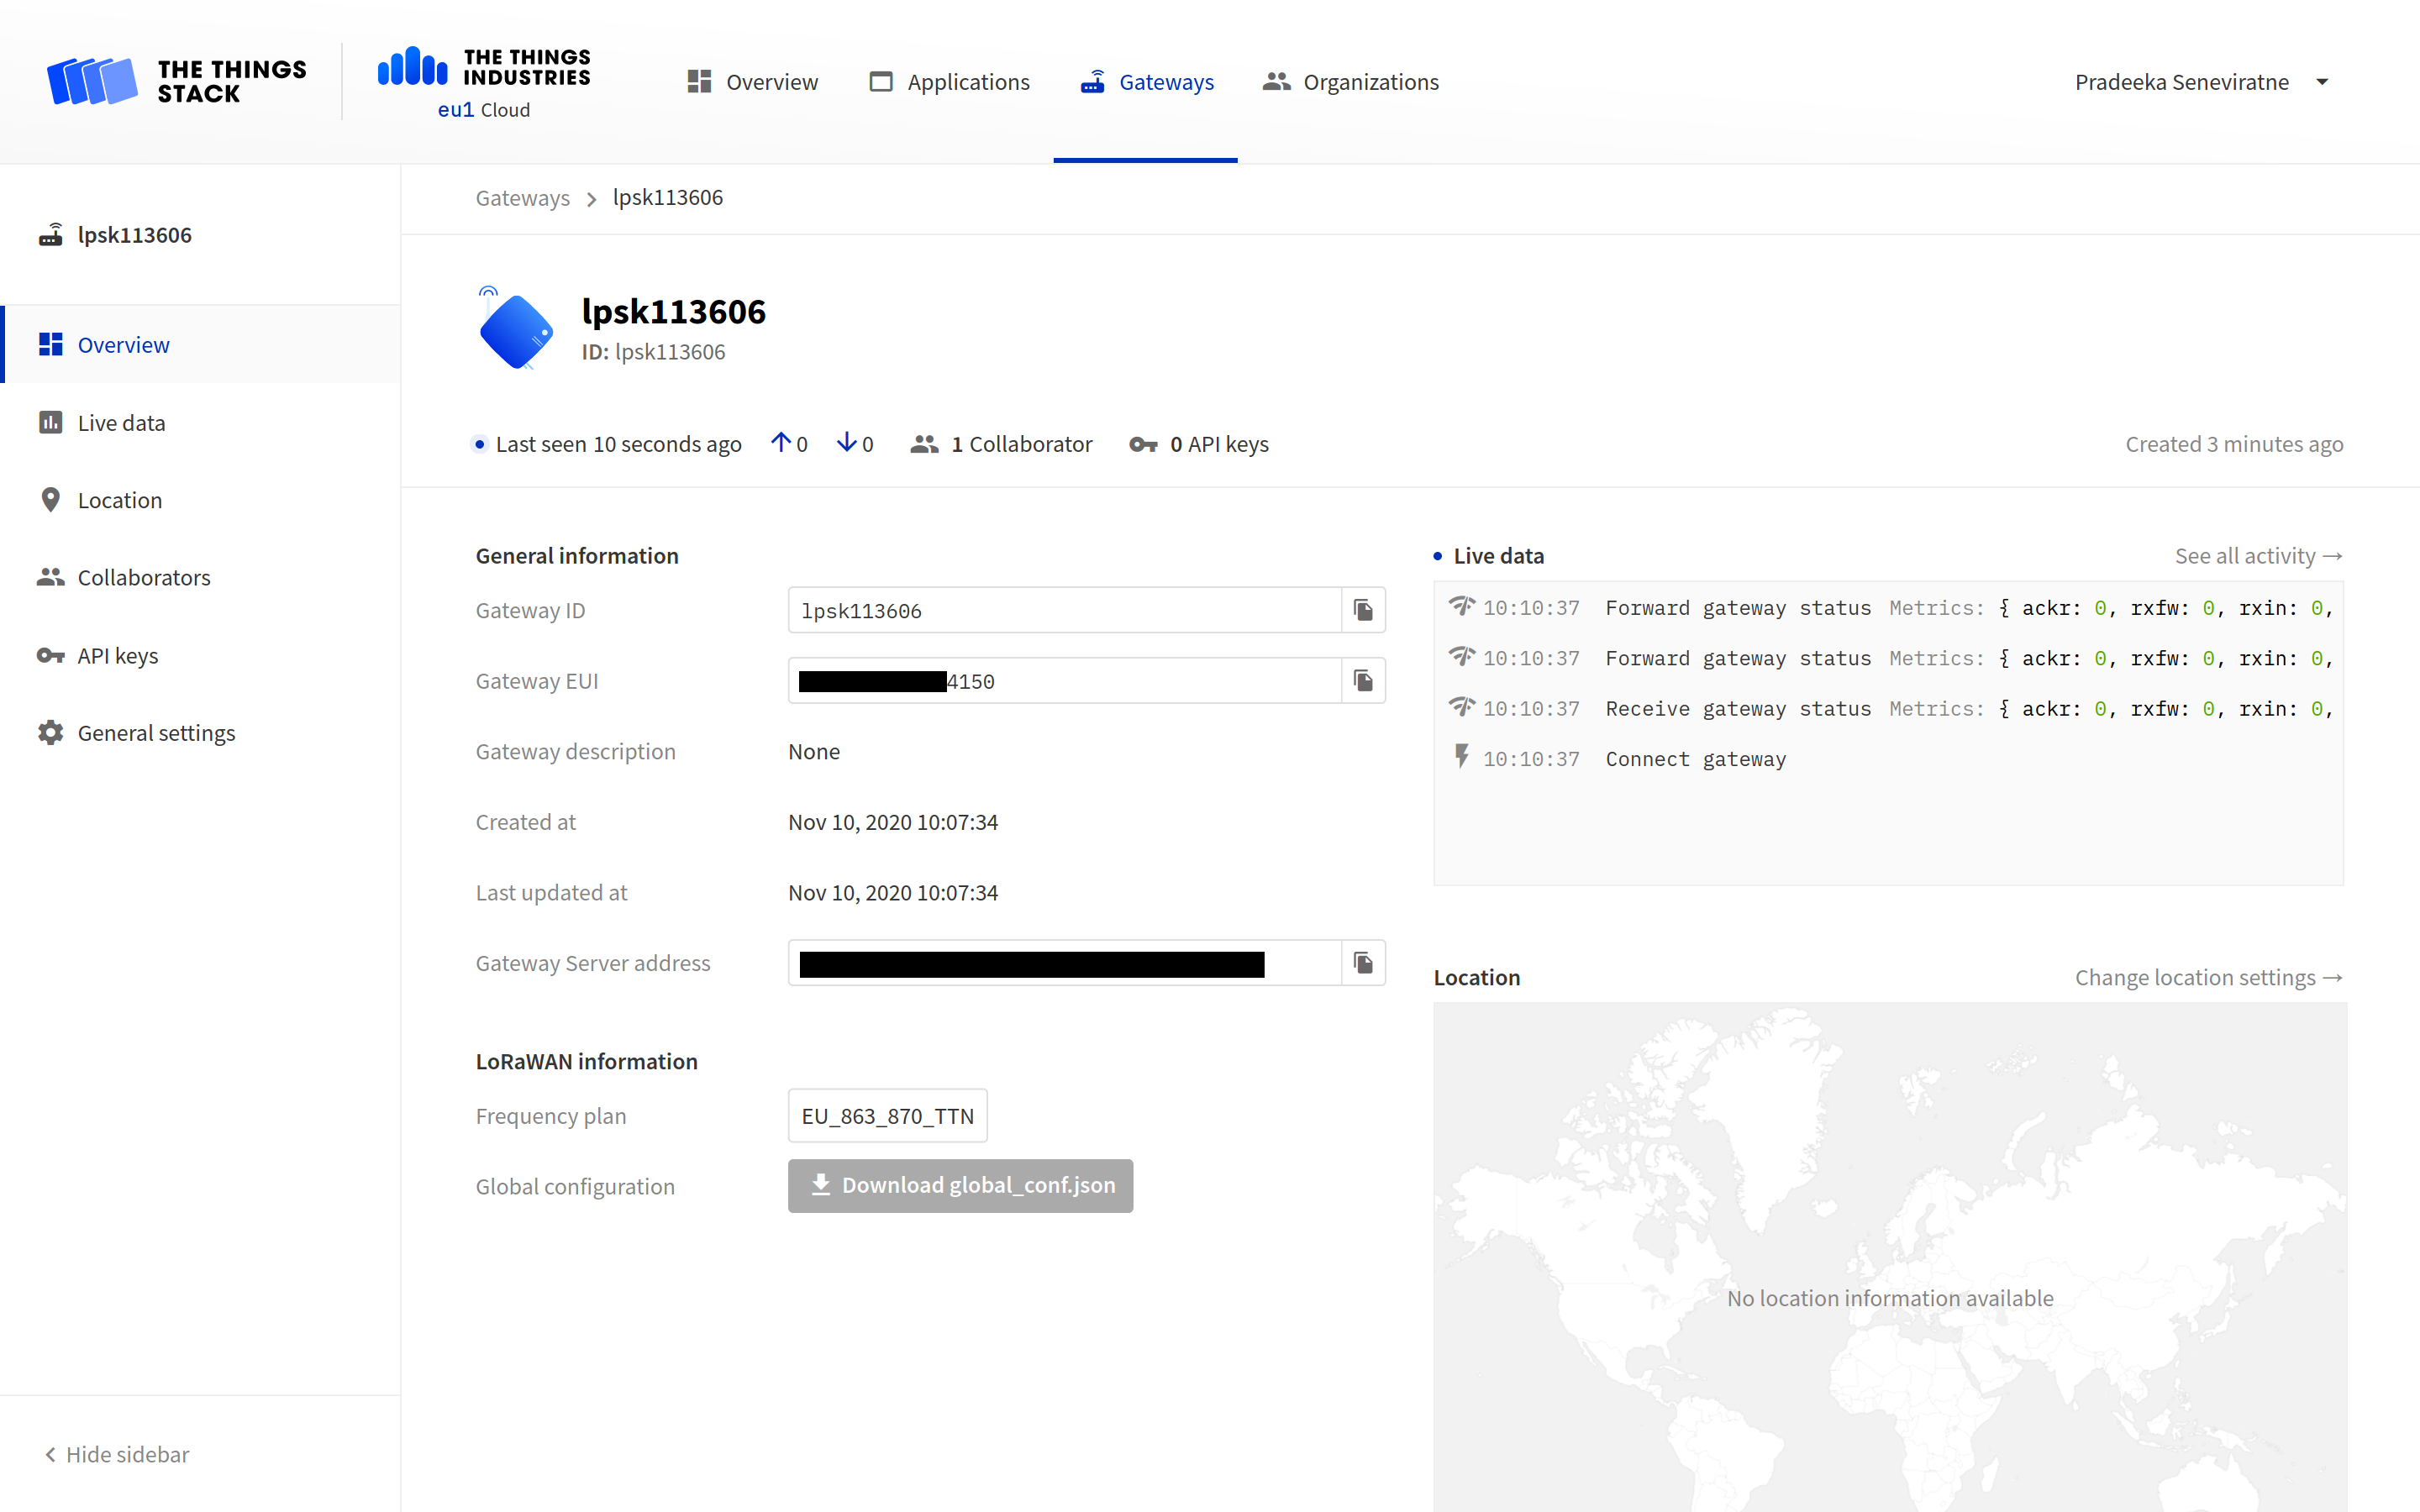 THE THINGS STACK
THE THINGS INDUSTRIES
eu1 Cloud
Overview
Applications
Gateways
Organizations
Pradeeka Seneviratne
lpsk113606
Overview
Live data
Location
Collaborators
API keys
General settings
Hide sidebar
Gateways > lpsk113606
lpsk113606
ID: lpsk113606
Last seen 10 seconds ago ↑0 ↓0 1 Collaborator 0 API keys
Created 3 minutes ago
General information
Gateway ID lpsk113606
Gateway EUI 4150
Gateway description None
Created at Nov 10, 2020 10:07:34
Last updated at Nov 10, 2020 10:07:34
Gateway Server address
LoRaWAN information
Frequency plan EU_863_870_TTN
Global configuration Download global_conf.json
Live data See all activity →
10:10:37 Forward gateway status Metrics: { ackr: 0, rxfw: 0, rxin: 0,
10:10:37 Forward gateway status Metrics: { ackr: 0, rxfw: 0, rxin: 0,
10:10:37 Receive gateway status Metrics: { ackr: 0, rxfw: 0, rxin: 0,
10:10:37 Connect gateway
Location Change location settings →
No location information available